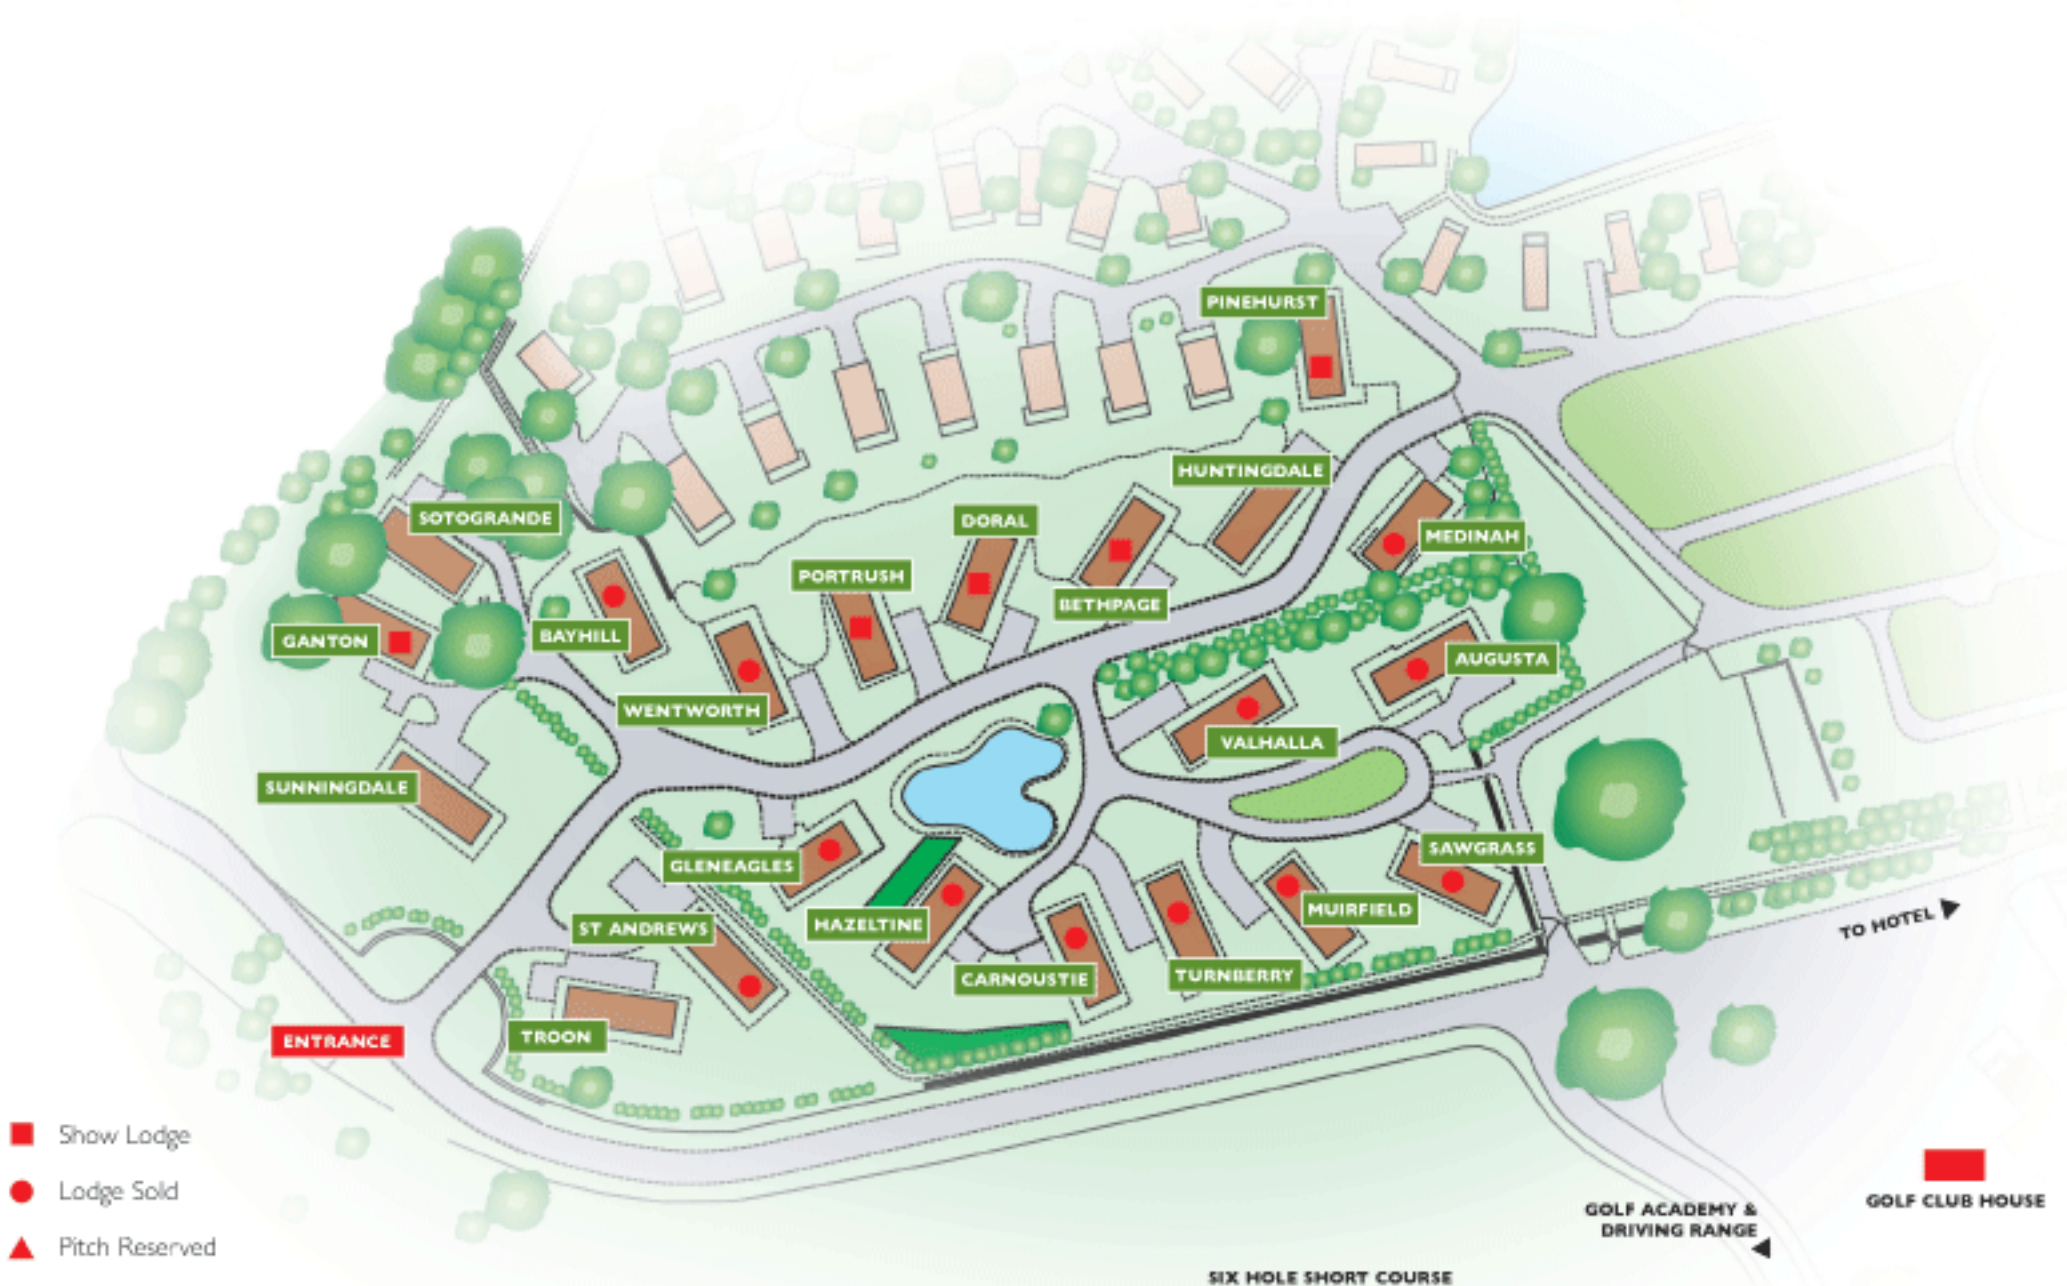 PINEHURST
HUNTINGDALE
SOTOGRANDE
DORAL
MEDINAH
PORTRUSH
BETHPAGE
GANTON
BAYHILL
AUGUSTA
WENTWORTH
VALHALLA
SUNNINGDALE
SAWGRASS
GLENEAGLES
MUIRFIELD
HAZELTINE
ST ANDREWS
TO HOTEL
CARNOUSTIE
TURNBERRY
TROON
ENTRANCE
Show Lodge
Lodge Sold
Pitch Reserved
GOLF CLUB HOUSE
GOLF ACADEMY &
DRIVING RANGE
SIX HOLE SHORT COURSE